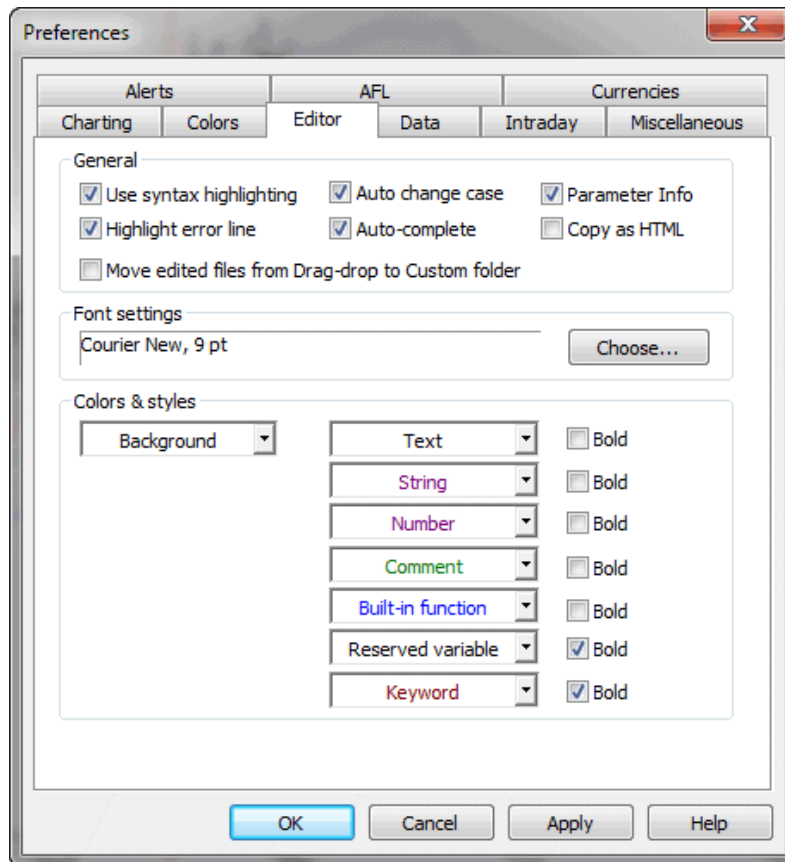 Preferences
Alerts AFL Currencies
Charting Colors Editor Data Intraday Miscellaneous
General
Use syntax highlighting Auto change case Parameter Info
Highlight error line Auto-complete Copy as HTML
Move edited files from Drag-drop to Custom folder
Font settings
Courier New, 9 pt Choose...
Colors & styles
Background Text Bold
String Bold
Number Bold
Comment Bold
Built-in function Bold
Reserved variable Bold
Keyword Bold
OK Cancel Apply Help